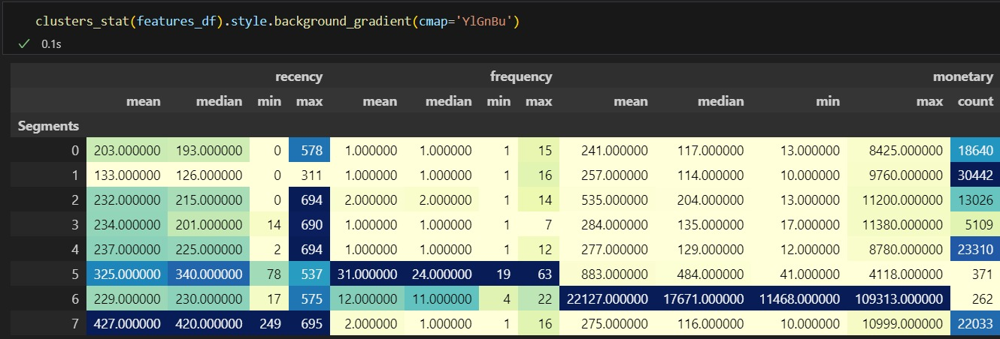 clusters_stat(features_df).style.background_gradient(cmap='YlGnBu')
0.1s
recency frequency monetary
mean median min max mean median min max mean median min max count
Segments
0 203.000000 193.000000 0 578 1.000000 1.000000 1 15 241.000000 117.000000 13.000000 8425.000000 18640
1 133.000000 126.000000 0 311 1.000000 1.000000 1 16 257.000000 114.000000 10.000000 9760.000000 30442
2 232.000000 215.000000 0 694 2.000000 2.000000 1 14 535.000000 204.000000 13.000000 11200.000000 13026
3 234.000000 201.000000 14 690 1.000000 1.000000 1 7 284.000000 135.000000 17.000000 11380.000000 5109
4 237.000000 225.000000 2 694 1.000000 1.000000 1 12 277.000000 129.000000 12.000000 8780.000000 23310
5 325.000000 340.000000 78 537 31.000000 24.000000 19 63 883.000000 484.000000 41.000000 4118.000000 371
6 229.000000 230.000000 17 575 12.000000 11.000000 4 22 22127.000000 17671.000000 11468.000000 109313.000000 262
7 427.000000 420.000000 249 695 2.000000 1.000000 1 16 275.000000 116.000000 10.000000 10999.000000 22033